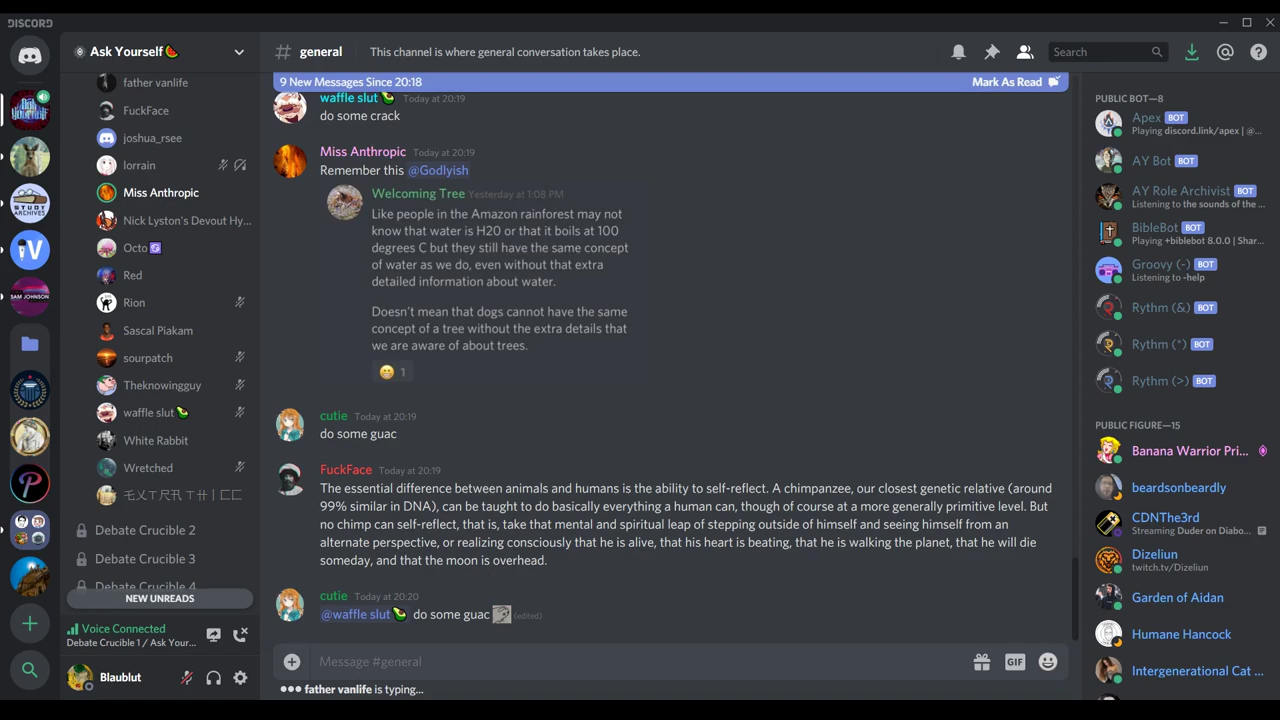 DISCORD
Ask Yourself🍉
father vanlife
FuckFace
joshua_rsee
lorrain
Miss Anthropic
Nick Lyston's Devout Hy...
Octo
Red
Rion
Sascal Piakam
sourpatch
Theknowingguy
waffle slut🥑
White Rabbit
Wretched
Debate Crucible 2
Debate Crucible 3
Debate Crucible 4
NEW UNREADS
Voice Connected
Debate Crucible 1 / Ask Your...
Blaublut
# general
This channel is where general conversation takes place.
Search
9 New Messages Since 20:18
Mark As Read
waffle slut🥑 Today at 20:19
do some crack
Miss Anthropic Today at 20:19
Remember this @Godlyish
Welcoming Tree Yesterday at 1:08 PM
Like people in the Amazon rainforest may not
know that water is H20 or that it boils at 100
degrees C but they still have the same concept
of water as we do, even without that extra
detailed information about water.
Doesn't mean that dogs cannot have the same
concept of a tree without the extra details that
we are aware of about trees.
😁 1
cutie Today at 20:19
do some guac
FuckFace Today at 20:19
The essential difference between animals and humans is the ability to self-reflect. A chimpanzee, our closest genetic relative (around
99% similar in DNA), can be taught to do basically everything a human can, though of course at a more generally primitive level. But
no chimp can self-reflect, that is, take that mental and spiritual leap of stepping outside of himself and seeing himself from an
alternate perspective, or realizing consciously that he is alive, that his heart is beating, that he is walking the planet, that he will die
someday, and that the moon is overhead.
cutie Today at 20:20
@waffle slut🥑 do some guac (edited)
Message #general
GIF
father vanlife is typing...
PUBLIC BOT—8
Apex BOT
Playing discord.link/apex | @...
AY Bot BOT
AY Role Archivist BOT
Listening to the sounds of the ...
BibleBot BOT
Playing +biblebot 8.0.0 | Shar...
Groovy (-) BOT
Listening to -help
Rythm (&) BOT
Rythm (*) BOT
Rythm (>) BOT
PUBLIC FIGURE—15
Banana Warrior Pri...
beardsonbeardly
CDNThe3rd
Streaming Duder on Diabo...
Dizeliun
twitch.tv/Dizeliun
Garden of Aidan
Humane Hancock
Intergenerational Cat ...
STUDY
ARCHIVES
V
SAM JOHNSON